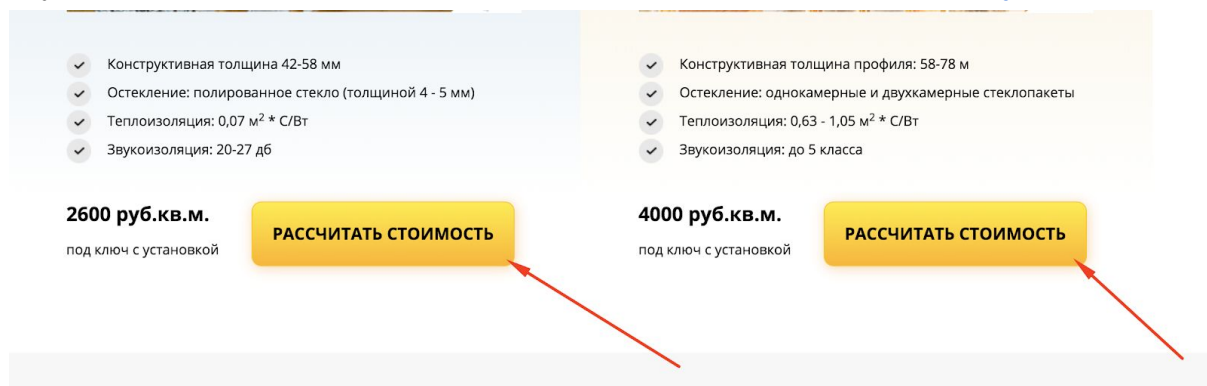 Конструктивная толщина 42-58 мм
Остекление: полированное стекло (толщиной 4 - 5 мм)
Теплоизоляция: 0,07 м² * С/Вт
Звукоизоляция: 20-27 дб
2600 руб.кв.м.
под ключ с установкой
РАССЧИТАТЬ СТОИМОСТЬ
Конструктивная толщина профиля: 58-78 м
Остекление: однокамерные и двухкамерные стеклопакеты
Теплоизоляция: 0,63 - 1,05 м² * С/Вт
Звукоизоляция: до 5 класса
4000 руб.кв.м.
под ключ с установкой
РАССЧИТАТЬ СТОИМОСТЬ